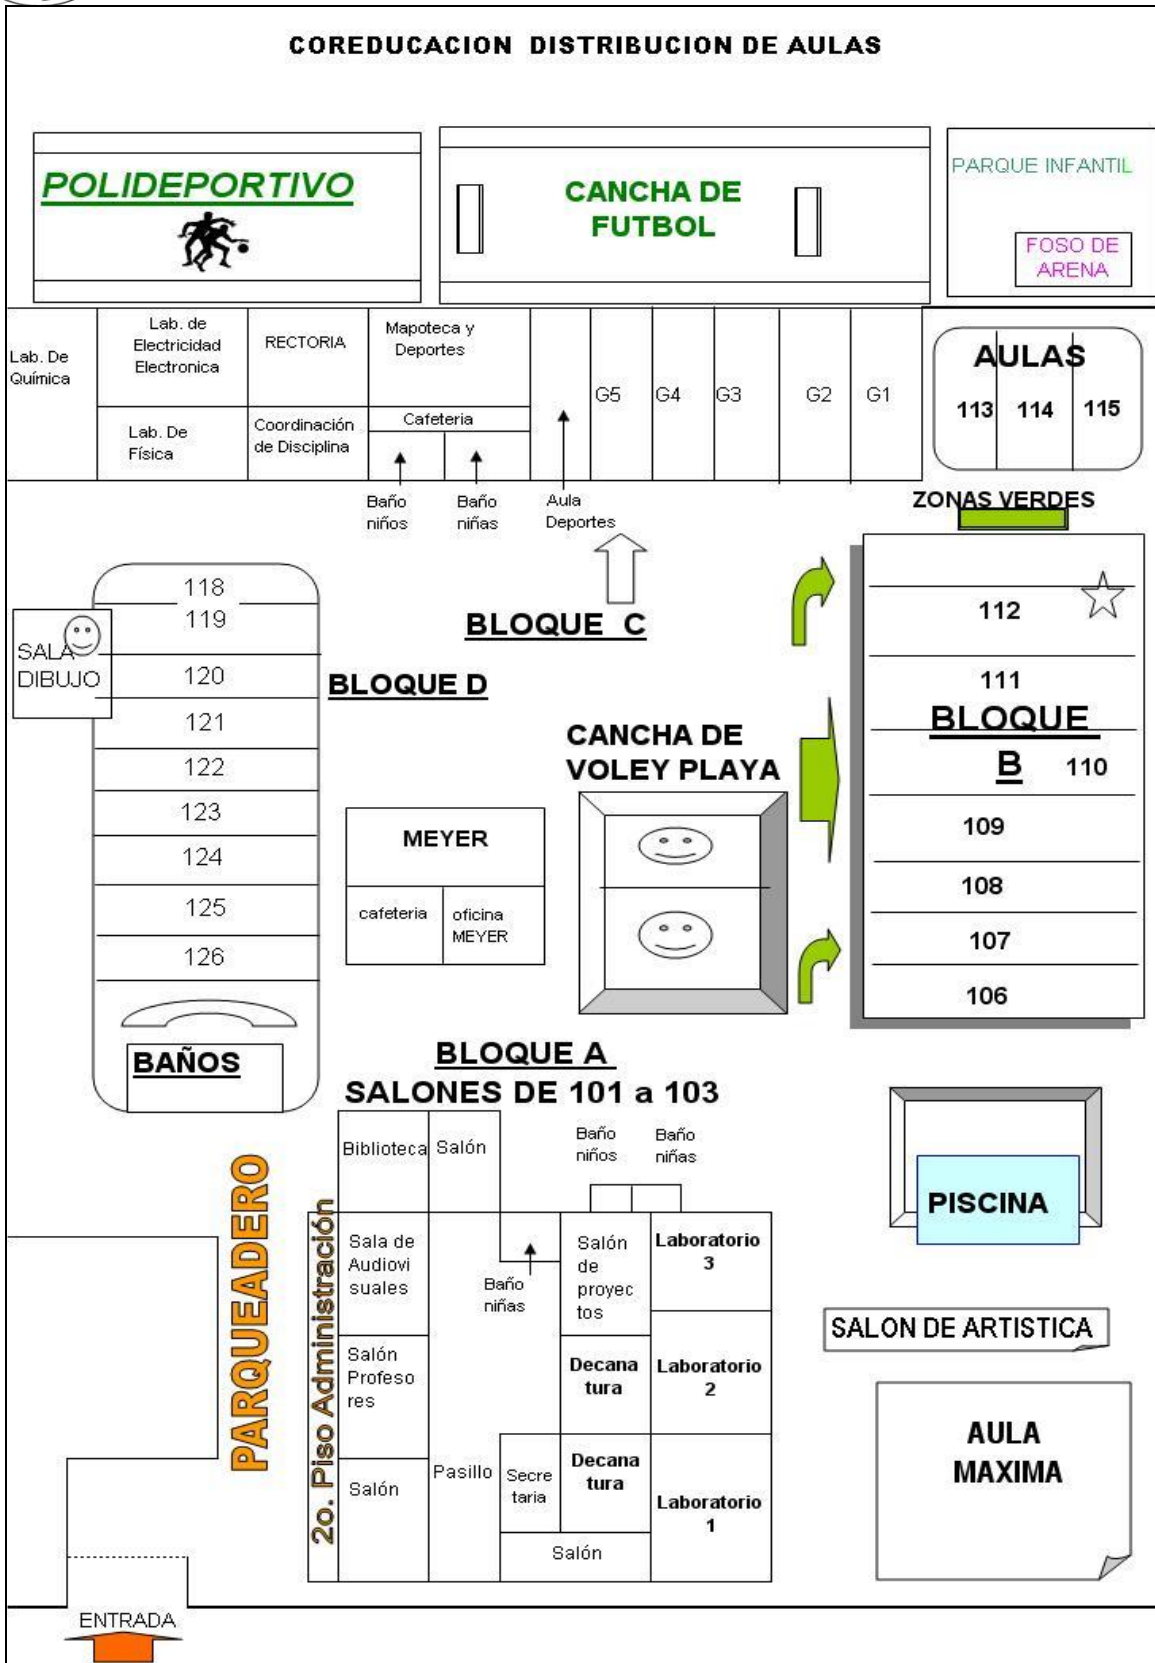 COREDUCACION DISTRIBUCION DE AULAS
POLIDEPORTIVO
CANCHA DE
FUTBOL
PARQUE INFANTIL
FOSO DE
ARENA
Lab. De
Química
Lab. de
Electricidad
Electronica
RECTORIA
Mapoteca y
Deportes
Lab. De
Física
Coordinación
de Disciplina
Cafeteria
G5
G4
G3
G2
G1
AULAS
113
114
115
Baño
niños
Baño
niñas
Aula
Deportes
ZONAS VERDES
BLOQUE C
118
119
120
121
122
123
124
125
126
SALA
DIBUJO
BLOQUE D
BAÑOS
CANCHA DE
VOLEY PLAYA
MEYER
cafeteria
oficina
MEYER
112
111
BLOQUE
B
110
109
108
107
106
BLOQUE A
SALONES DE 101 a 103
Biblioteca
Salón
Baño
niños
Baño
niñas
PARQUEADERO
2o. Piso Administración
Sala de
Audiovi
suales
Baño
niñas
Salón
de
proyec
tos
Laboratorio
3
Salón
Profeso
res
Decana
tura
Laboratorio
2
Salón
Pasillo
Secre
taria
Decana
tura
Laboratorio
1
Salón
PISCINA
SALON DE ARTISTICA
AULA
MAXIMA
ENTRADA